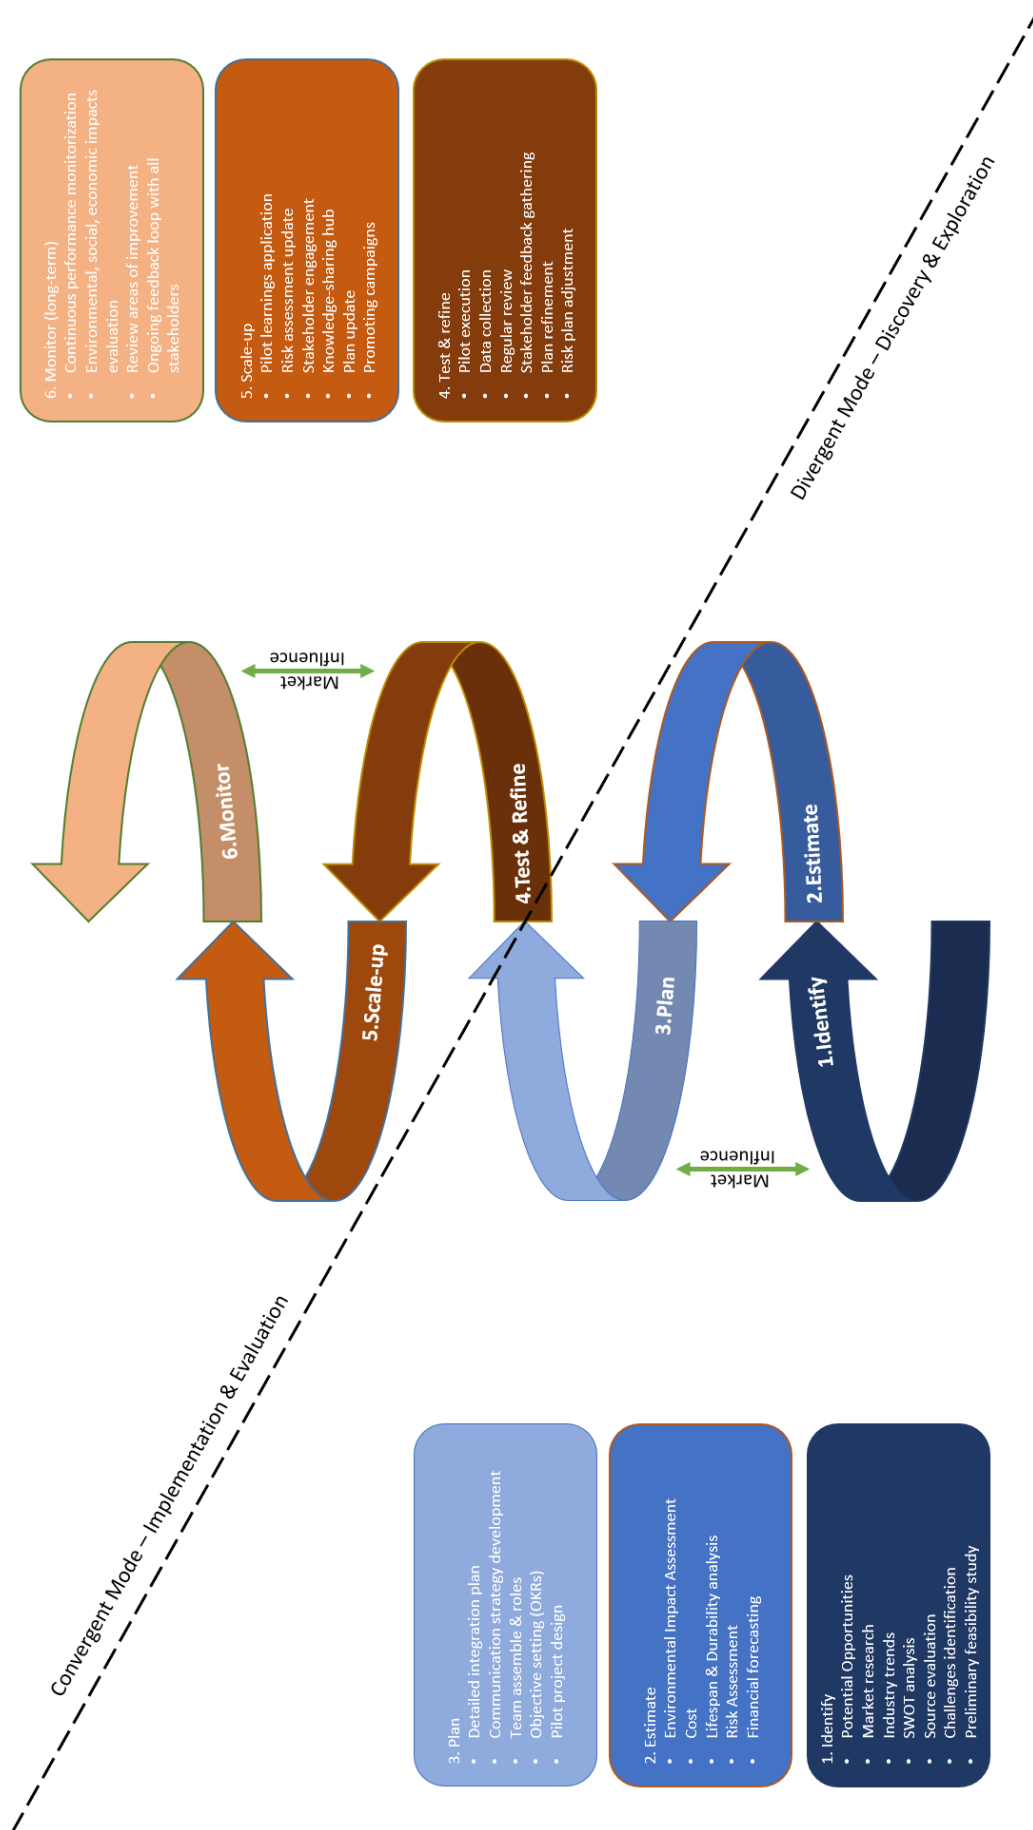 6. Monitor (long-term)
• Continuous performance monitorization
• Environmental, social, economic impacts
evaluation
• Review areas of improvement
• Ongoing feedback loop with all
stakeholders
5. Scale-up
• Pilot learnings application
• Risk assessment update
• Stakeholder engagement
• Knowledge-sharing hub
• Plan update
• Promoting campaigns
4. Test & refine
• Pilot execution
• Data collection
• Regular review
• Stakeholder feedback gathering
• Plan refinement
• Risk plan adjustment
Divergent Mode – Discovery & Exploration
6.Monitor
Market
Influence
4.Test & Refine
2.Estimate
5.Scale-up
3.Plan
1.Identify
Market
Influence
Convergent Mode – Implementation & Evaluation
3. Plan
• Detailed integration plan
• Communication strategy development
• Team assemble & roles
• Objective setting (OKRs)
• Pilot project design
2. Estimate
• Environmental Impact Assessment
• Cost
• Lifespan & Durability analysis
• Risk Assessment
• Financial forecasting
1. Identify
• Potential Opportunities
• Market research
• Industry trends
• SWOT analysis
• Source evaluation
• Challenges identification
• Preliminary feasibility study